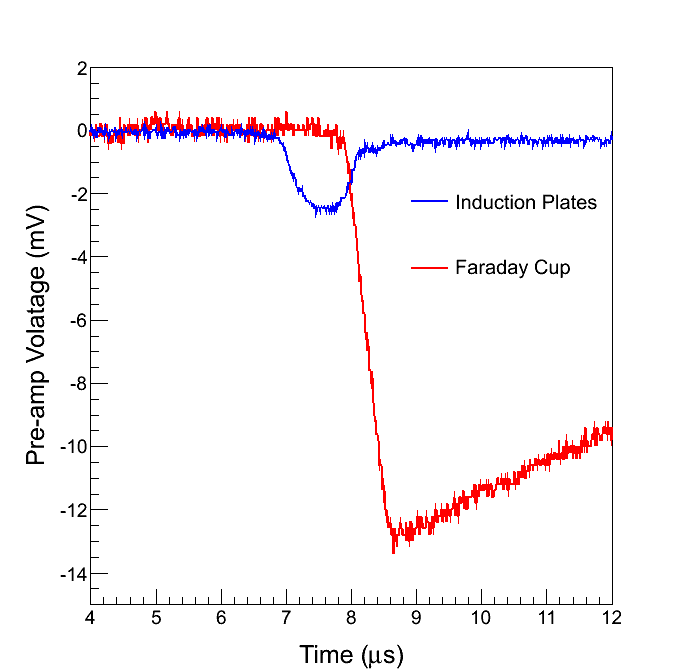 2
0
-2
-4
-6
-8
-10
-12
-14
Pre-amp Volatage (mV)
Induction Plates
Faraday Cup
4 5 6 7 8 9 10 11 12
Time (μs)